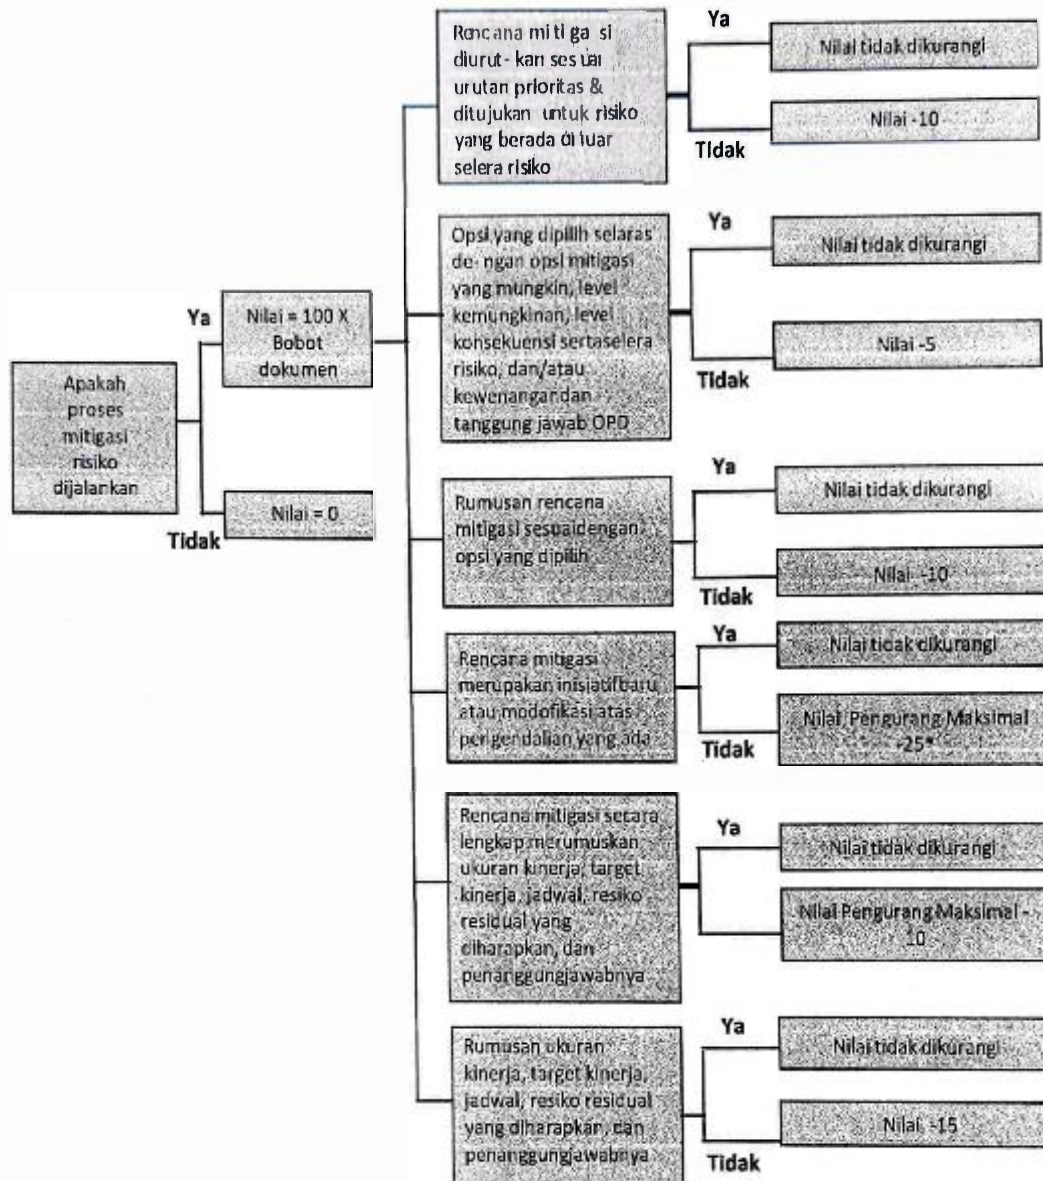 Apakah
proses
mitigasi
risiko
dijalankan
Ya
Nilai = 100 X
Bobot
dokumen
Tidak
Nilai = 0
Rencana mi ti ga si
diurut- kan ses uai
urutan prioritas &
ditujukan untuk risiko
yang berada di luar
selera risiko
Ya
Nilai tidak dikurangi
Tidak
Nilai -10
Opsi yang dipilih selaras
de- ngan opsi mitigasi
yang mungkin, level
kemungkinan, level
konsekuensi sertaselera
risiko, dan/atau
kewenangan dan
tanggung jawab OPD
Ya
Nilai tidak dikurangi
Tidak
Nilai -5
Rumusan rencana
mitigasi sesuaidengan
opsi yang dipilih
Ya
Nilai tidak dikurangi
Tidak
Nilai -10
Rencana mitigasi
merupakan inisiatifbaru
atau modofikasi atas
pengendalian yang ada
Ya
Nilai tidak dikurangi
Tidak
Nilai Pengurang Maksimal
-25*
Rencana mitigasi secara
lengkap merumuskan
ukuran kinerja, target
kinerja, jadwal, resiko
residual yang
diharapkan, dan
penanggungjawabnya
Ya
Nilai tidak dikurangi
Nilai Pengurang Maksimal -
10
Rumusan ukuran
kinerja, target kinerja,
jadwal, resiko residual
yang diharapkan, dan
penanggungjawabnya
Ya
Nilai tidak dikurangi
Tidak
Nilai -15